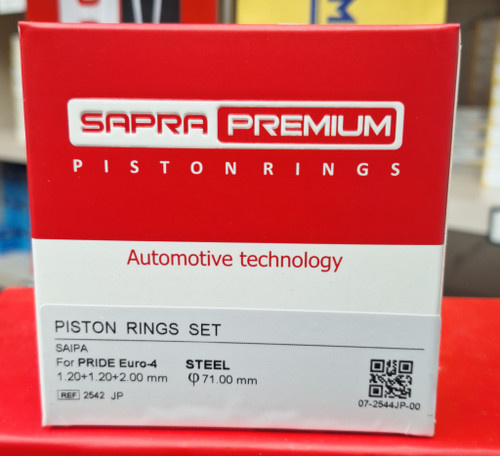 SAPRA PREMIUM
PISTON RINGS
Automotive technology
PISTON RINGS SET
SAIPA
For PRIDE Euro-4 STEEL
1.20+1.20+2.00 mm φ 71.00 mm
REF 2542 JP
07-2544JP-00